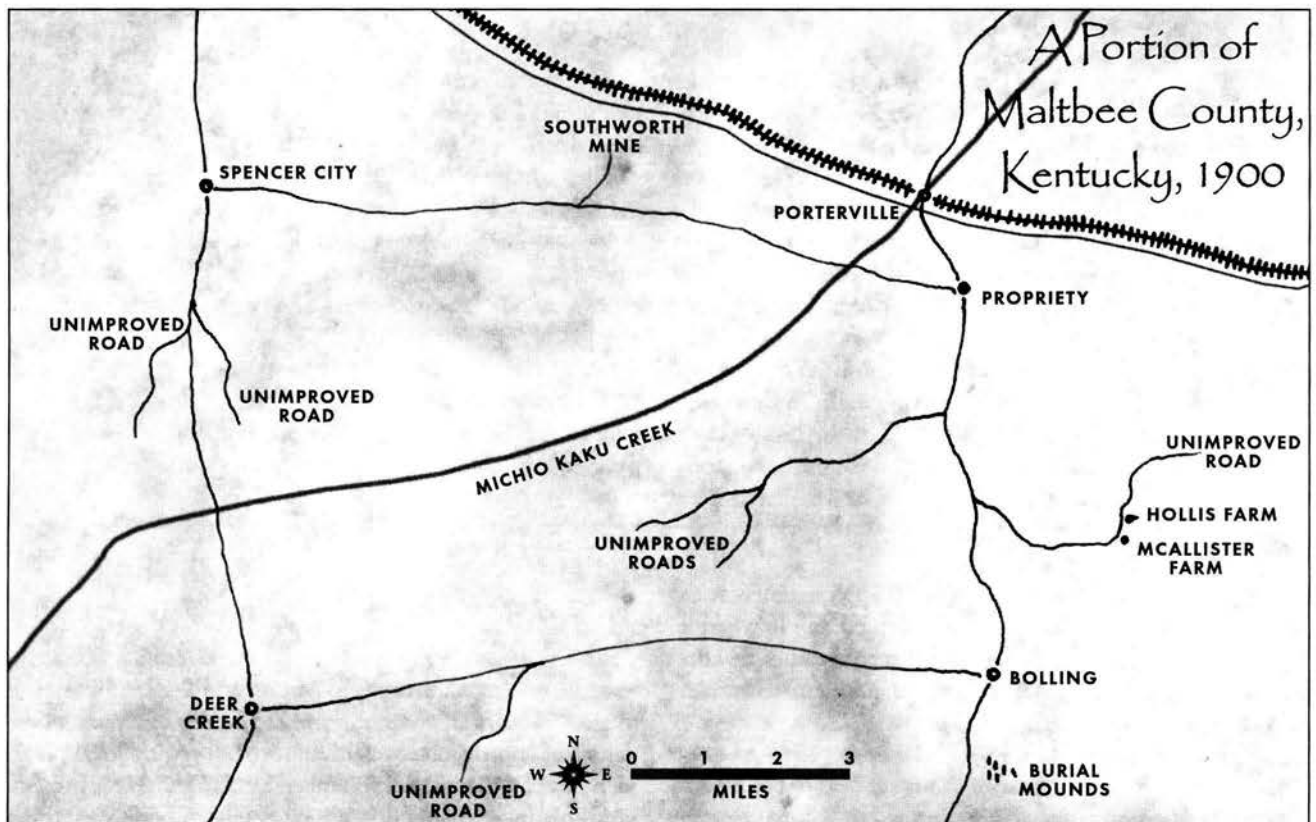 A Portion of
Maltbee County,
Kentucky, 1900
SOUTHWORTH
MINE
SPENCER CITY
PORTERVILLE
PROPRIETY
UNIMPROVED
ROAD
UNIMPROVED
ROAD
MICHIO KAKU CREEK
UNIMPROVED
ROAD
HOLLIS FARM
MCALLISTER
FARM
UNIMPROVED
ROADS
BOLLING
DEER
CREEK
N
W E
S
0 1 2 3
MILES
UNIMPROVED
ROAD
BURIAL
MOUNDS